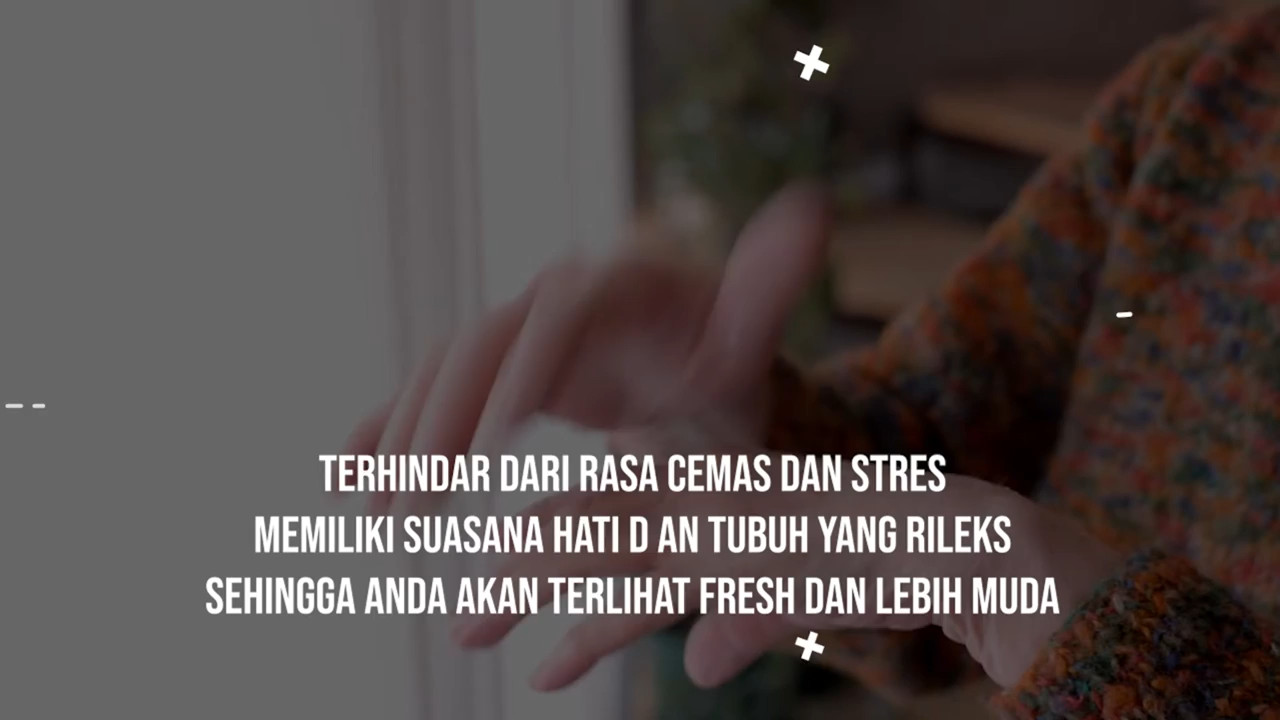 TERHINDAR DARI RASA CEMAS DAN STRES
MEMILIKI SUASANA HATI D AN TUBUH YANG RILEKS
SEHINGGA ANDA AKAN TERLIHAT FRESH DAN LEBIH MUDA